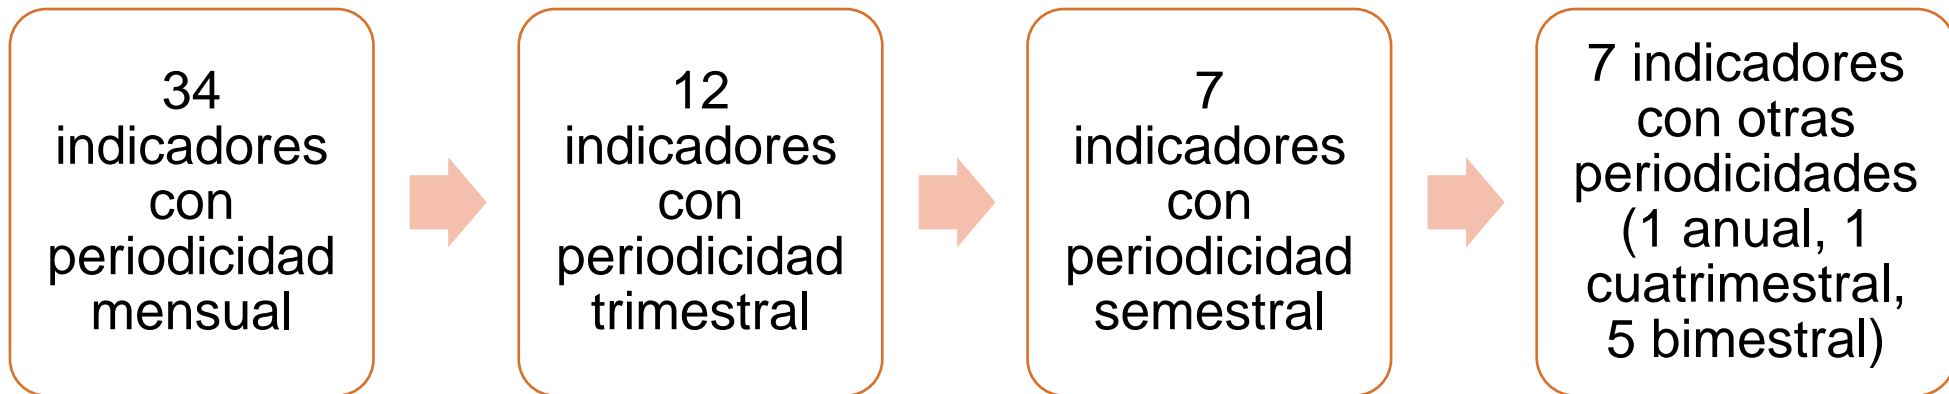 34
indicadores
con
periodicidad
mensual
12
indicadores
con
periodicidad
trimestral
7
indicadores
con
periodicidad
semestral
7 indicadores
con otras
periodicidades
(1 anual, 1
cuatrimestral,
5 bimestral)